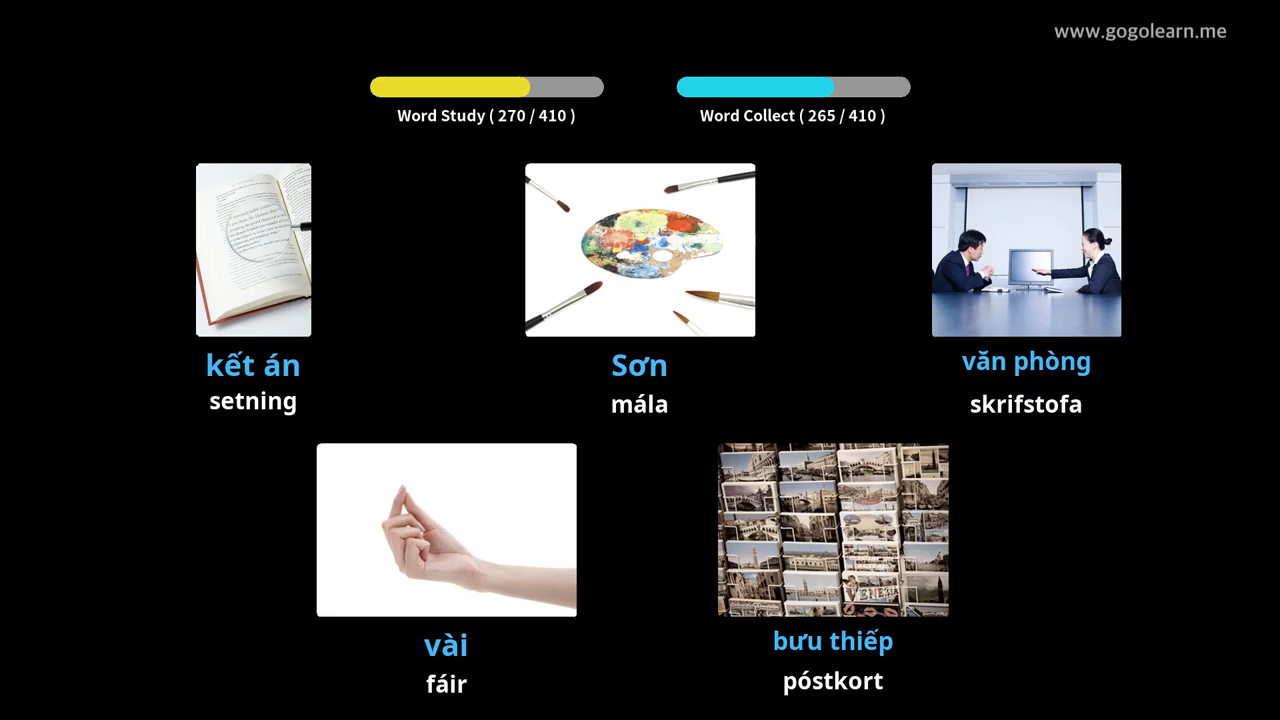 www.gogolearn.me
Word Study ( 270 / 410 )
Word Collect ( 265 / 410 )
kết án
setning
Sơn
mála
văn phòng
skrifstofa
vài
fáir
bưu thiếp
póstkort